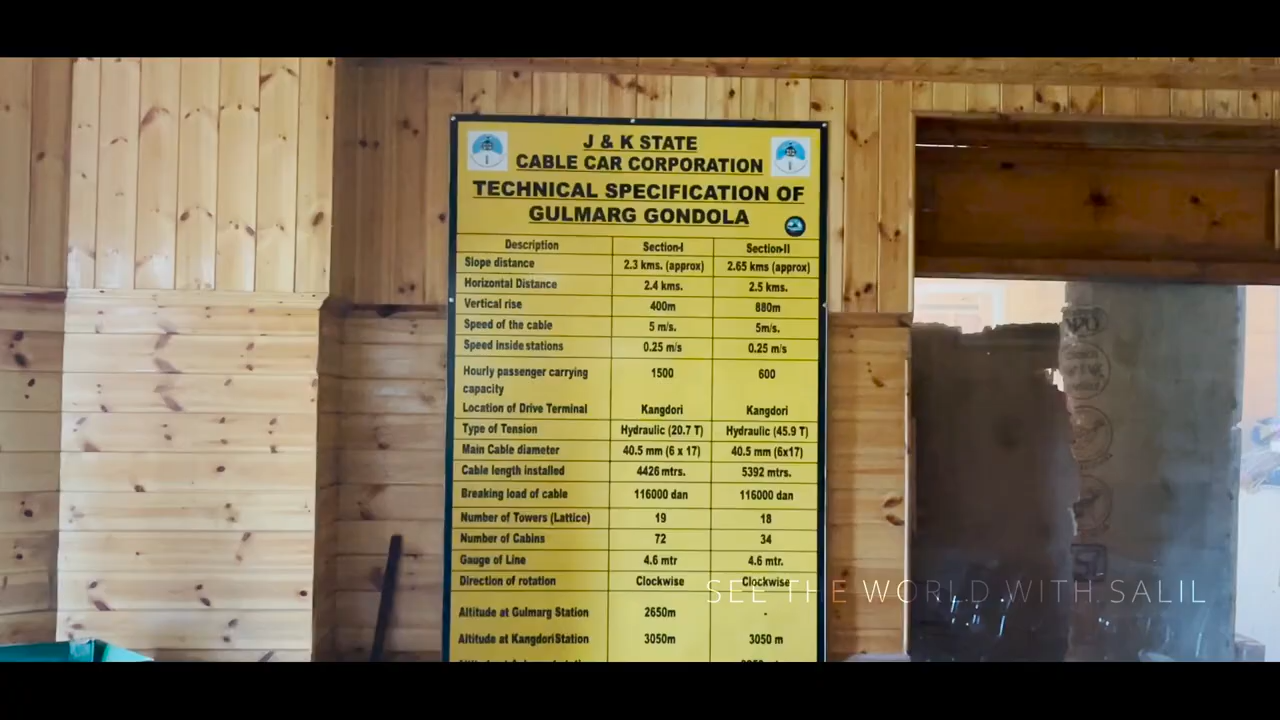 J & K STATE
CABLE CAR CORPORATION
TECHNICAL SPECIFICATION OF
GULMARG GONDOLA
Description Section-I Section-II
Slope distance 2.3 kms. (approx) 2.65 kms (approx)
Horizontal Distance 2.4 kms. 2.5 kms.
Vertical rise 400m 880m
Speed of the cable 5 m/s. 5m/s.
Speed inside stations 0.25 m/s 0.25 m/s
Hourly passenger carrying 1500 600
capacity
Location of Drive Terminal Kangdori Kangdori
Type of Tension Hydraulic (20.7 T) Hydraulic (45.9 T)
Main Cable diameter 40.5 mm (6 x 17) 40.5 mm (6x17)
Cable length installed 4426 mtrs. 5392 mtrs.
Breaking load of cable 116000 dan 116000 dan
Number of Towers (Lattice) 19 18
Number of Cabins 72 34
Gauge of Line 4.6 mtr 4.6 mtr.
Direction of rotation Clockwise Clockwise
SEE THE WORLD WITH SALIL
Altitude at Gulmarg Station 2650m -
Altitude at Kangdori Station 3050m 3050 m